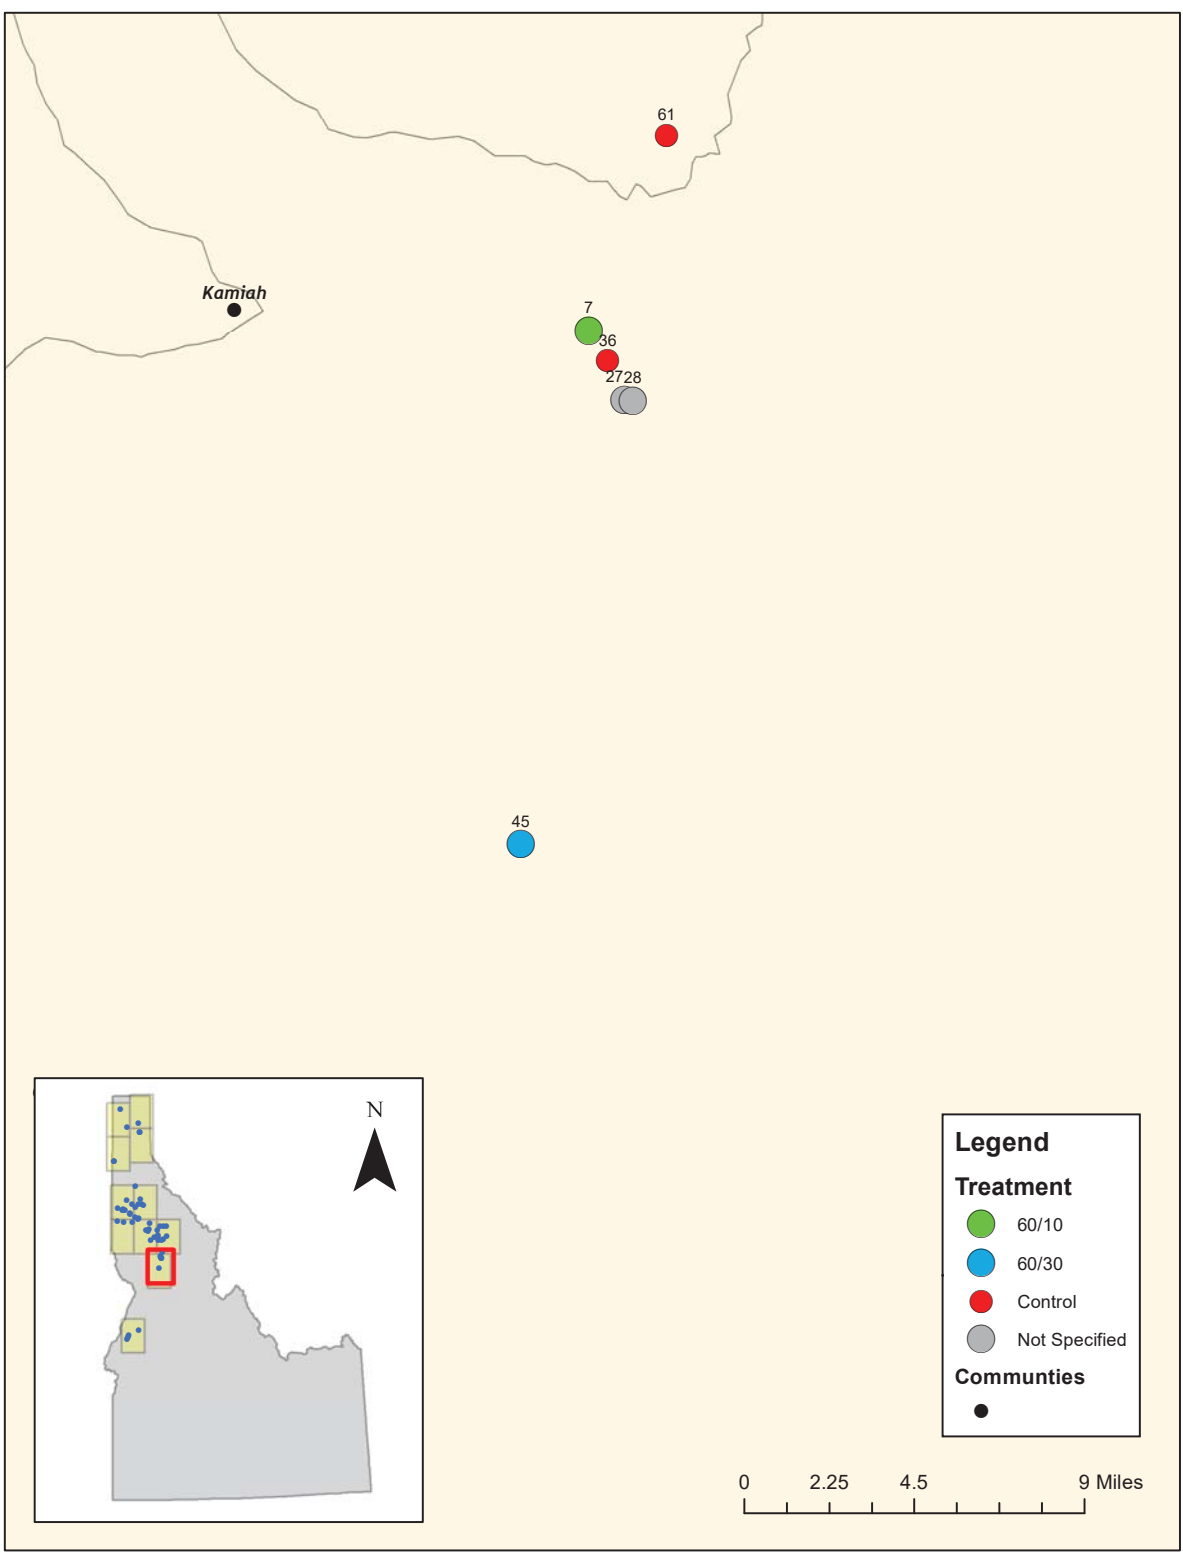 61
Kamiah
7
36
2728
45
N
Legend
Treatment
60/10
60/30
Control
Not Specified
Communties
0 2.25 4.5 9 Miles